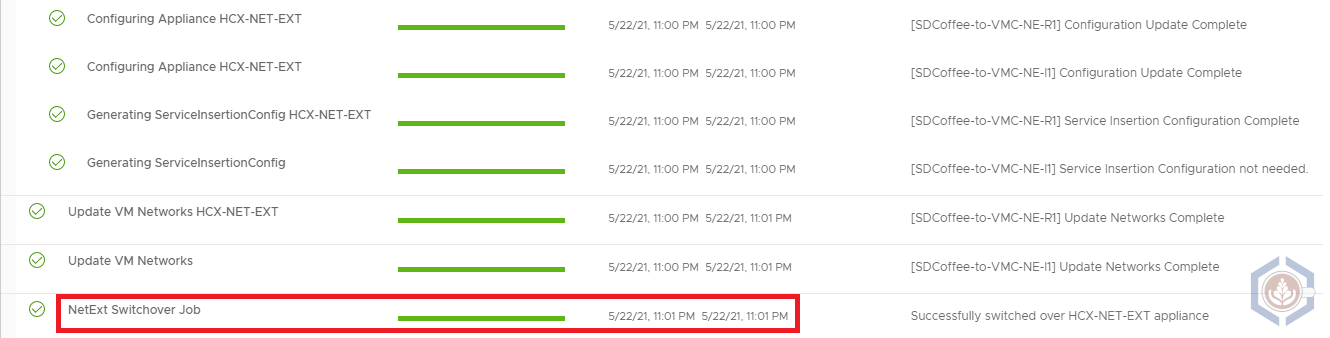 Configuring Appliance HCX-NET-EXT 5/22/21, 11:00 PM 5/22/21, 11:00 PM [SDCoffee-to-VMC-NE-R1] Configuration Update Complete
Configuring Appliance HCX-NET-EXT 5/22/21, 11:00 PM 5/22/21, 11:00 PM [SDCoffee-to-VMC-NE-I1] Configuration Update Complete
Generating ServiceInsertionConfig HCX-NET-EXT 5/22/21, 11:00 PM 5/22/21, 11:00 PM [SDCoffee-to-VMC-NE-R1] Service Insertion Configuration Complete
Generating ServiceInsertionConfig 5/22/21, 11:00 PM 5/22/21, 11:00 PM [SDCoffee-to-VMC-NE-I1] Service Insertion Configuration not needed.
Update VM Networks HCX-NET-EXT 5/22/21, 11:00 PM 5/22/21, 11:01 PM [SDCoffee-to-VMC-NE-R1] Update Networks Complete
Update VM Networks 5/22/21, 11:00 PM 5/22/21, 11:01 PM [SDCoffee-to-VMC-NE-I1] Update Networks Complete
NetExt Switchover Job 5/22/21, 11:01 PM 5/22/21, 11:01 PM Successfully switched over HCX-NET-EXT appliance